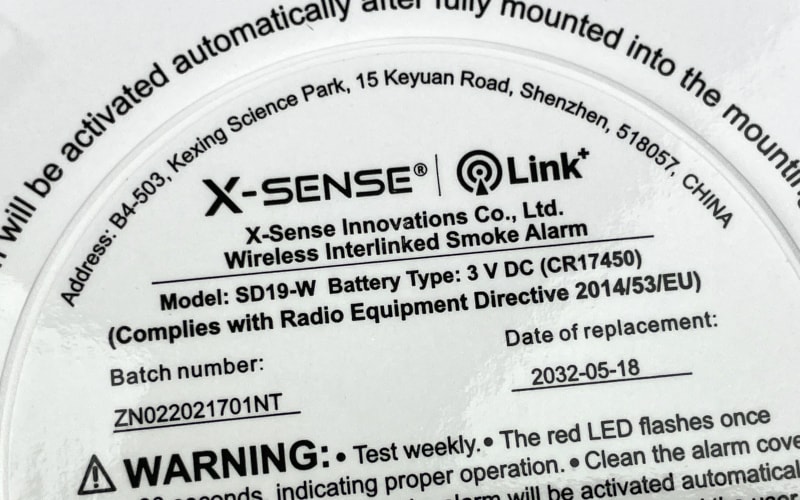 will be activated automatically after fully mounted into the mounting
Address: B4-503, Kexing Science Park, 15 Keyuan Road, Shenzhen, 518057, CHINA
X-SENSE® | Link+
X-Sense Innovations Co., Ltd.
Wireless Interlinked Smoke Alarm
Model: SD19-W Battery Type: 3 V DC (CR17450)
(Complies with Radio Equipment Directive 2014/53/EU)
Batch number:
ZN022021701NT
Date of replacement:
2032-05-18
WARNING: • Test weekly. • The red LED flashes once
seconds, indicating proper operation. • Clean the alarm cove
alarm will be activated automatical